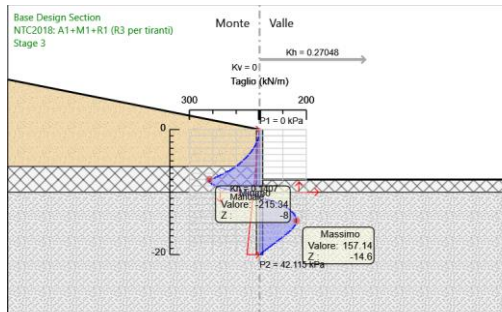 Base Design Section
NTC2018: A1+M1+R1 (R3 per tiranti)
Stage 3
Monte
Valle
Kh = 0.27048
Kv = 0
Taglio (kN/m)
300
0
200
P1 = 0 kPa
0
Valore: -215.34
Z : -8
Massimo
Valore: 157.14
Z : -14.6
-20
P2 = 42.115 kPa